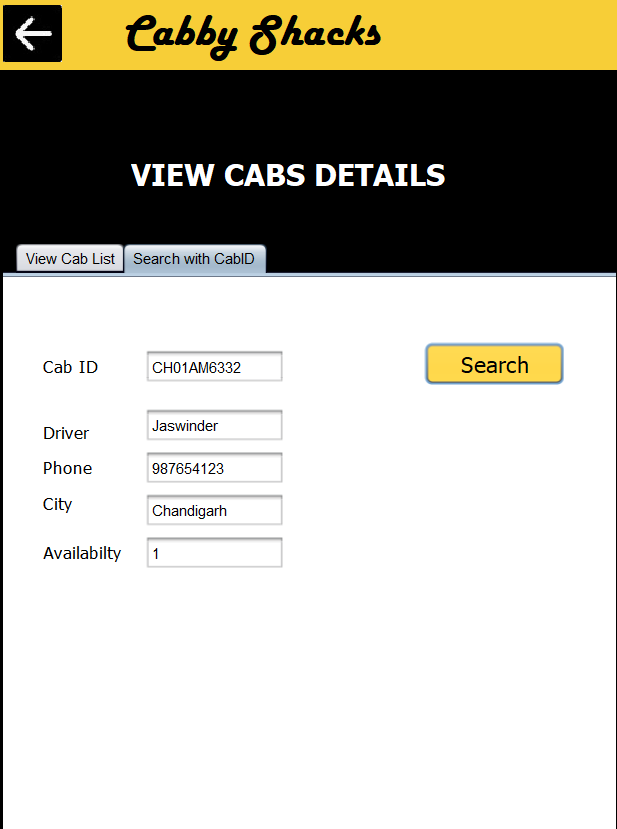 Cabby Shacks
VIEW CABS DETAILS
View Cab List
Search with CabID
Cab ID CH01AM6332 Search
Driver Jaswinder
Phone 987654123
City Chandigarh
Availabilty 1